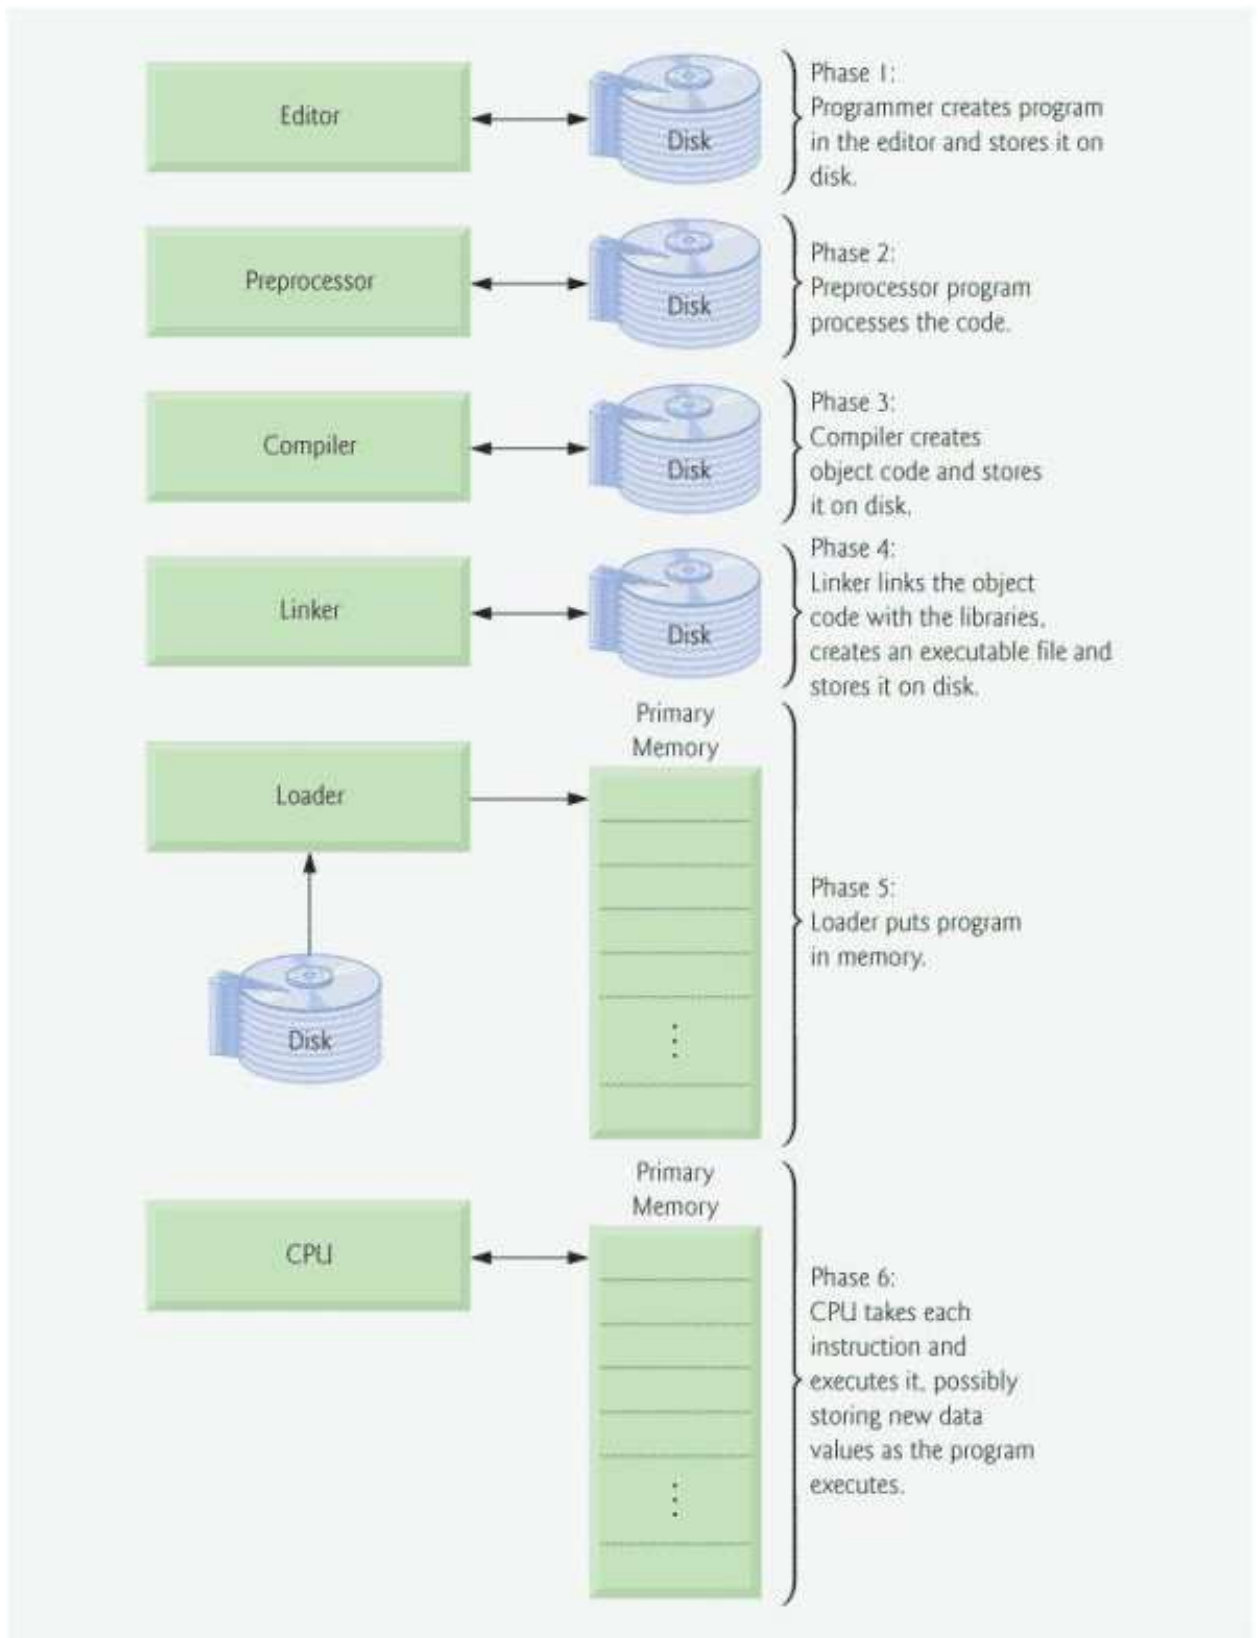 Editor
Disk
Phase 1:
Programmer creates program
in the editor and stores it on
disk.
Preprocessor
Disk
Phase 2:
Preprocessor program
processes the code.
Compiler
Disk
Phase 3:
Compiler creates
object code and stores
it on disk.
Linker
Disk
Phase 4:
Linker links the object
code with the libraries,
creates an executable file and
stores it on disk.
Primary
Memory
Loader
Disk
Phase 5:
Loader puts program
in memory.
Primary
Memory
CPU
Phase 6:
CPU takes each
instruction and
executes it, possibly
storing new data
values as the program
executes.